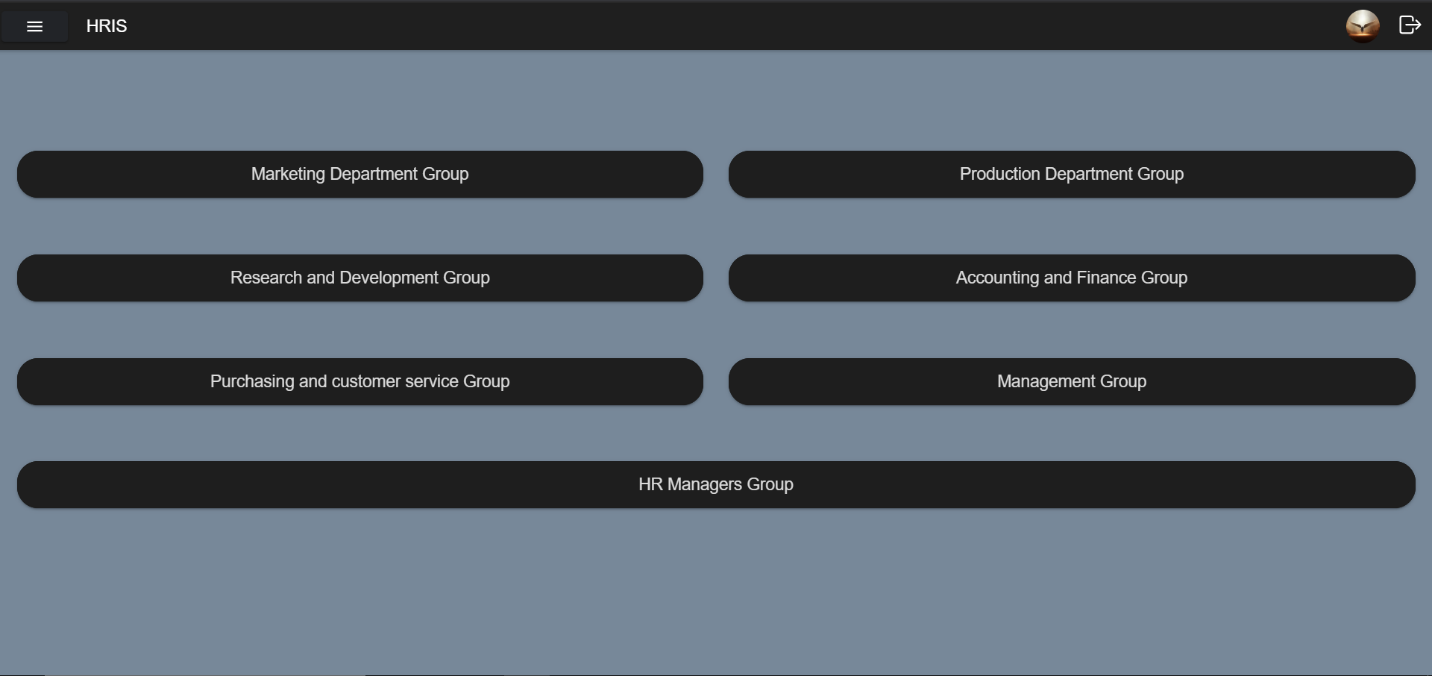 HRIS
Marketing Department Group
Production Department Group
Research and Development Group
Accounting and Finance Group
Purchasing and customer service Group
Management Group
HR Managers Group